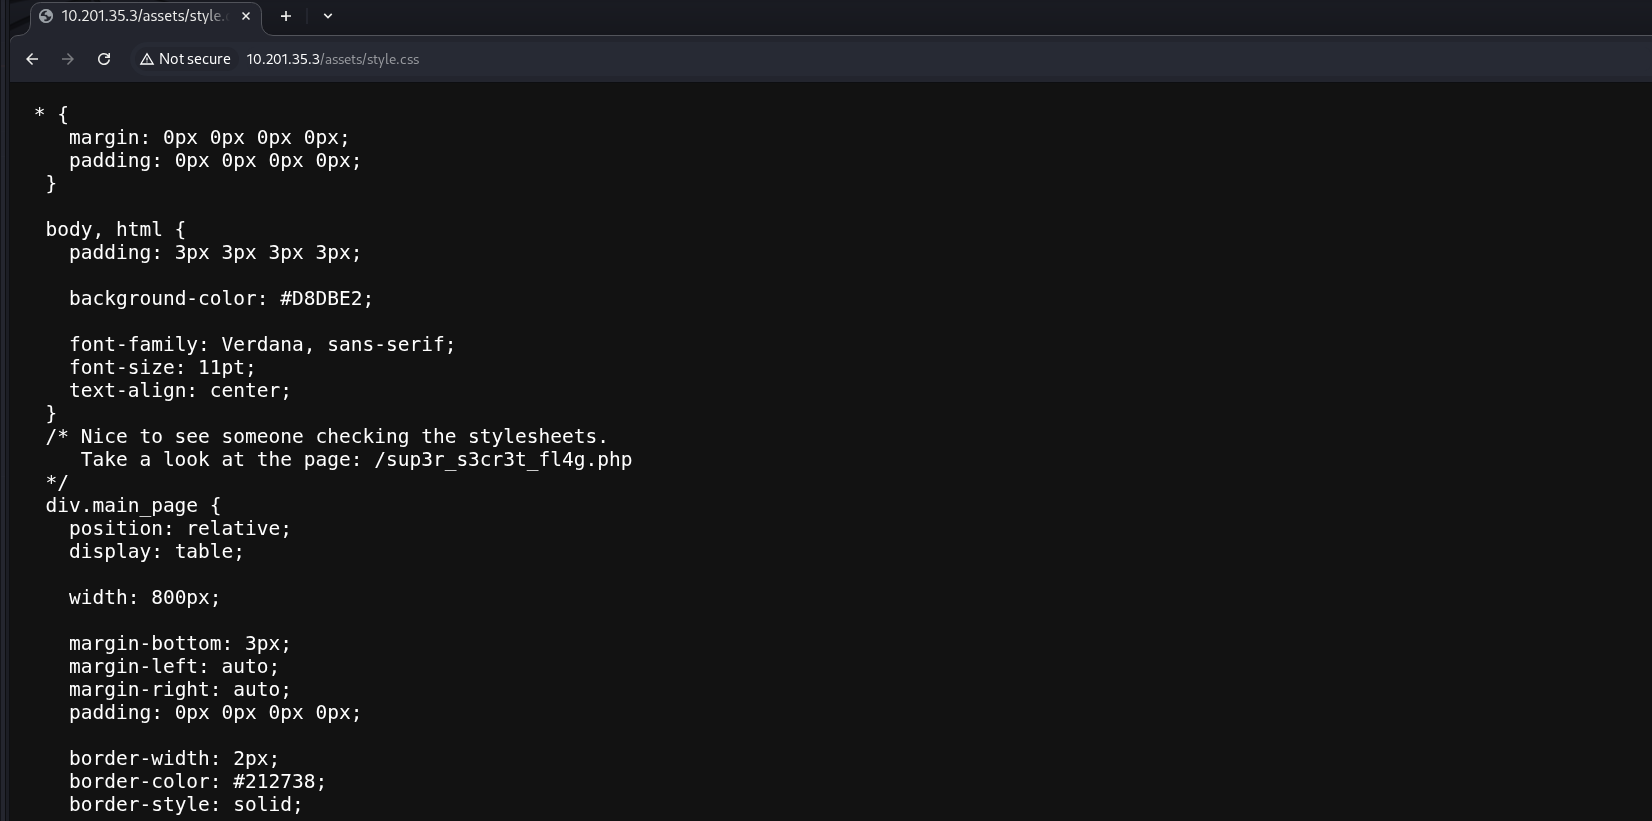 10.201.35.3/assets/style.
Not secure 10.201.35.3/assets/style.css
* {
margin: 0px 0px 0px 0px;
padding: 0px 0px 0px 0px;
}
body, html {
padding: 3px 3px 3px 3px;
background-color: #D8DBE2;
font-family: Verdana, sans-serif;
font-size: 11pt;
text-align: center;
}
/* Nice to see someone checking the stylesheets.
Take a look at the page: /sup3r_s3cr3t_fl4g.php
*/
div.main_page {
position: relative;
display: table;
width: 800px;
margin-bottom: 3px;
margin-left: auto;
margin-right: auto;
padding: 0px 0px 0px 0px;
border-width: 2px;
border-color: #212738;
border-style: solid;